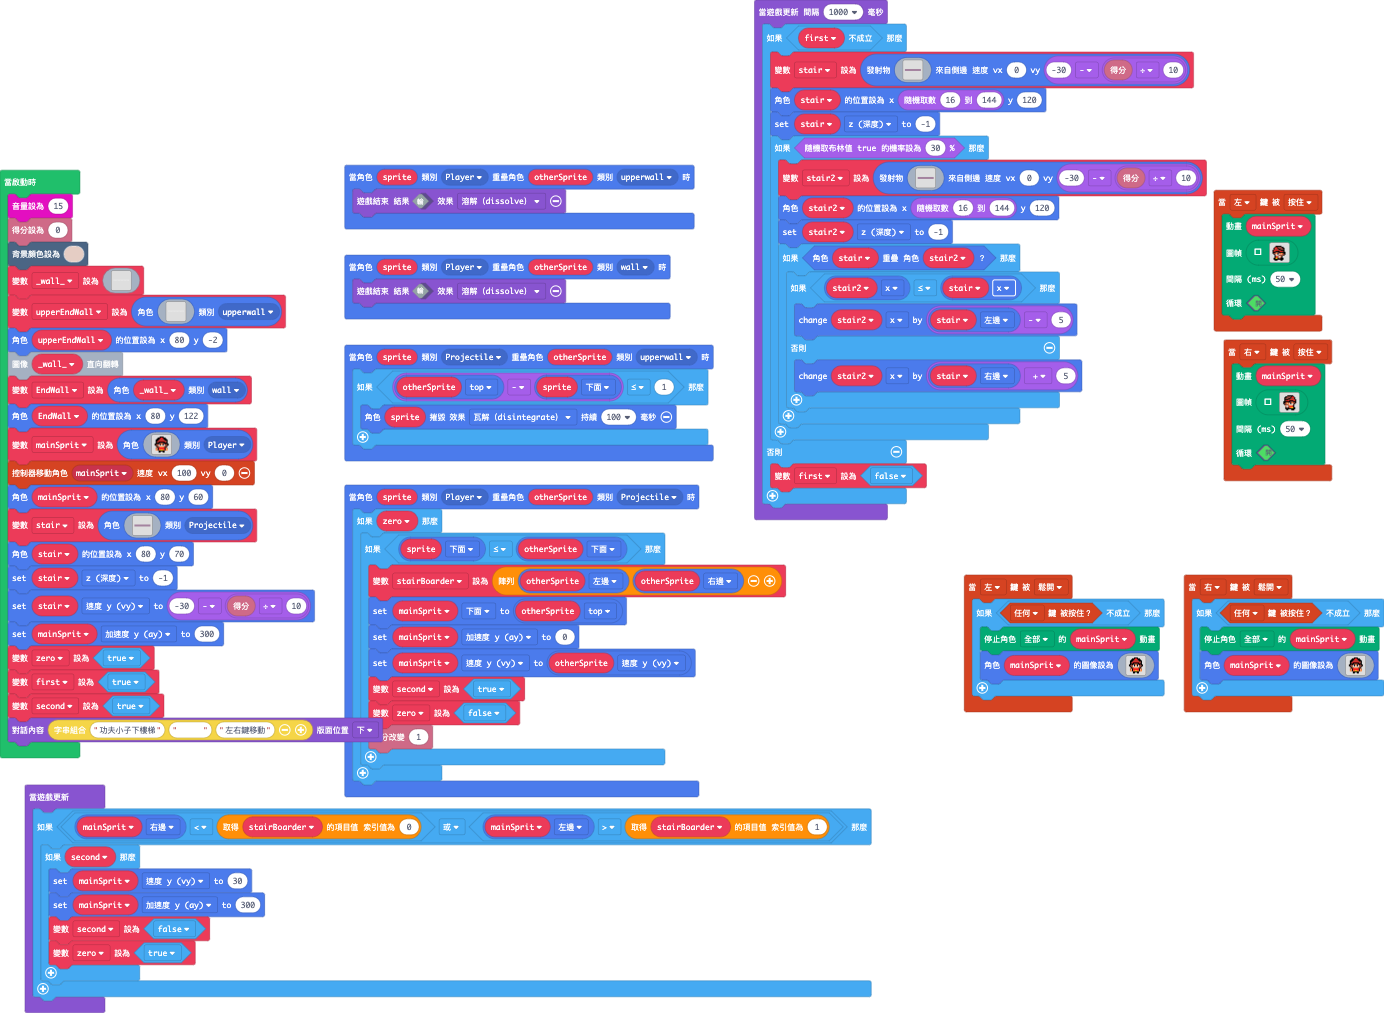 當啟動時
音量設為 15
得分設為 0
背景顏色設為
變數 _wall_ 設為
變數 upperEndWall 設為 角色 類別 upperwall
角色 upperEndWall 的位置設為 x 80 y -2
圖像 _wall_ 直向翻轉
變數 EndWall 設為 角色 _wall_ 類別 wall
角色 EndWall 的位置設為 x 80 y 122
變數 mainSprit 設為 角色 類別 Player
控制器移動角色 mainSprit 速度 vx 100 vy 0
角色 mainSprit 的位置設為 x 80 y 60
變數 stair 設為 角色 類別 Projectile
角色 stair 的位置設為 x 80 y 70
set stair z (深度) to -1
set stair 速度 y (vy) to -30 - 得分 ÷ 10
set mainSprit 加速度 y (ay) to 300
變數 zero 設為 true
變數 first 設為 true
變數 second 設為 true
對話內容 字串組合 "功夫小子下樓梯" " " "左右鍵移動" 版面位置 下
當角色 sprite 類別 Player 重疊角色 otherSprite 類別 upperwall 時
遊戲結束 結果 輸 效果 溶解 (dissolve)
當角色 sprite 類別 Player 重疊角色 otherSprite 類別 wall 時
遊戲結束 結果 輸 效果 溶解 (dissolve)
當角色 sprite 類別 Projectile 重疊角色 otherSprite 類別 upperwall 時
如果 otherSprite top - sprite 下面 ≤ 1 那麼
角色 sprite 摧毀 效果 瓦解 (disintegrate) 持續 100 毫秒
當角色 sprite 類別 Player 重疊角色 otherSprite 類別 Projectile 時
如果 zero 那麼
如果 sprite 下面 ≤ otherSprite 下面 那麼
變數 stairBoarder 設為 陣列 otherSprite 左邊 otherSprite 右邊
set mainSprit 下面 to otherSprite top
set mainSprit 加速度 y (ay) to 0
set mainSprit 速度 y (vy) to otherSprite 速度 y (vy)
變數 second 設為 true
變數 zero 設為 false
分改變 1
當遊戲更新 間隔 1000 毫秒
如果 first 不成立 那麼
變數 stair 設為 發射物 來自側邊 速度 vx 0 vy -30 - 得分 ÷ 10
角色 stair 的位置設為 x 隨機取數 16 到 144 y 120
set stair z (深度) to -1
如果 隨機取布林值 true 的機率設為 30 % 那麼
變數 stair2 設為 發射物 來自側邊 速度 vx 0 vy -30 - 得分 ÷ 10
角色 stair2 的位置設為 x 隨機取數 16 到 144 y 120
set stair2 z (深度) to -1
如果 角色 stair 重疊 角色 stair2 ? 那麼
如果 stair2 x ≤ stair x 那麼
change stair2 x by stair 左邊 - 5
否則
change stair2 x by stair 右邊 + 5
否則
變數 first 設為 false
當 左 鍵 被 按住
動畫 mainSprit
圖幀
間隔 (ms) 50
循環
當 右 鍵 被 按住
動畫 mainSprit
圖幀
間隔 (ms) 50
循環
當 左 鍵 被 鬆開
如果 任何 鍵 被按住？ 不成立 那麼
停止角色 全部 的 mainSprit 動畫
角色 mainSprit 的圖像設為
當 右 鍵 被 鬆開
如果 任何 鍵 被按住？ 不成立 那麼
停止角色 全部 的 mainSprit 動畫
角色 mainSprit 的圖像設為
當遊戲更新
如果 mainSprit 右邊 < 取得 stairBoarder 的項目值 索引值為 0 或 mainSprit 左邊 > 取得 stairBoarder 的項目值 索引值為 1 那麼
如果 second 那麼
set mainSprit 速度 y (vy) to 30
set mainSprit 加速度 y (ay) to 300
變數 second 設為 false
變數 zero 設為 true